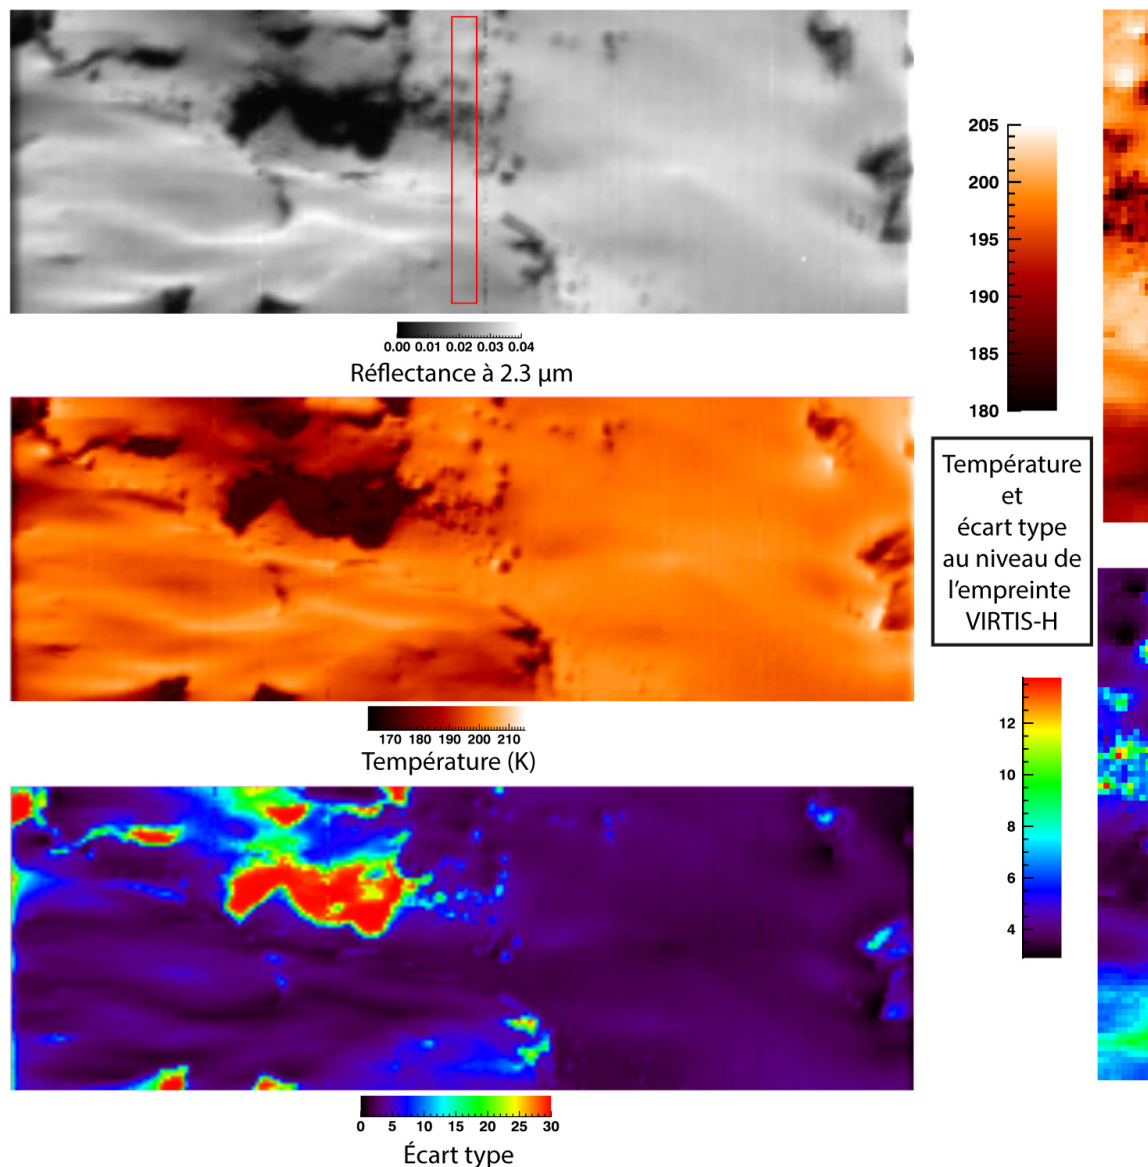 0.00 0.01 0.02 0.03 0.04
Réflectance à 2.3 μm
205
200
195
190
185
180
Température
et
écart type
au niveau de
l'empreinte
VIRTIS-H
170 180 190 200 210
Température (K)
12
10
8
6
4
0 5 10 15 20 25 30
Écart type